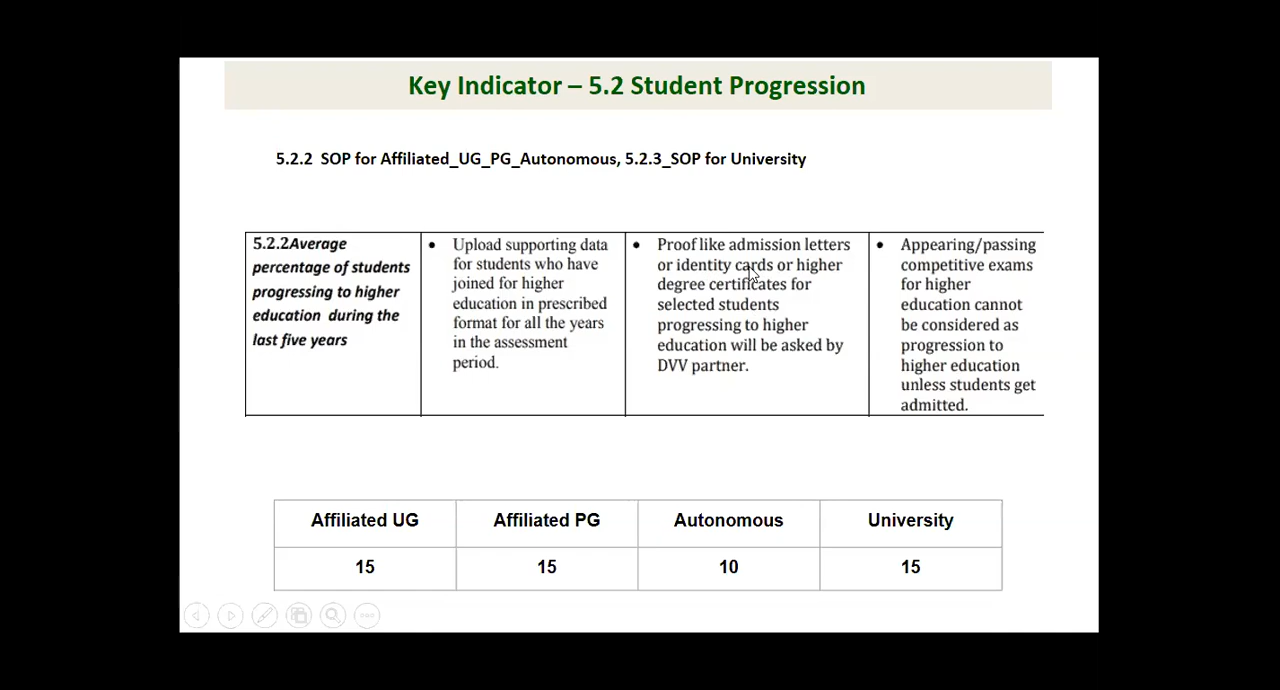 Key Indicator – 5.2 Student Progression
5.2.2 SOP for Affiliated_UG_PG_Autonomous, 5.2.3_SOP for University
5.2.2Average
percentage of students
progressing to higher
education during the
last five years
• Upload supporting data
for students who have
joined for higher
education in prescribed
format for all the years
in the assessment
period.
• Proof like admission letters
or identity cards or higher
degree certificates for
selected students
progressing to higher
education will be asked by
DVV partner.
• Appearing/passing
competitive exams
for higher
education cannot
be considered as
progression to
higher education
unless students get
admitted.
Affiliated UG Affiliated PG Autonomous University
15 15 10 15